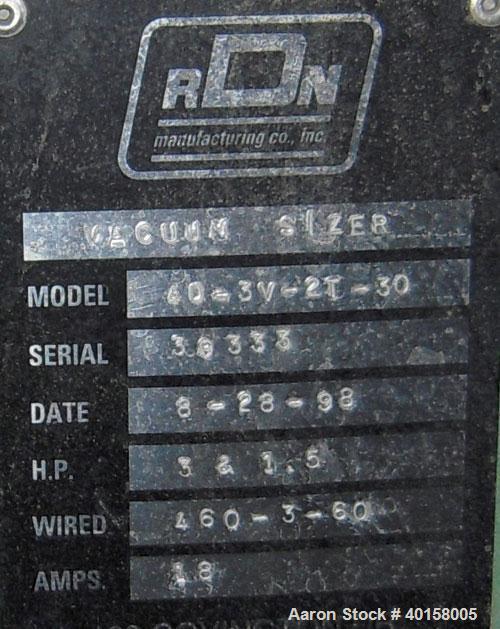 RDN
manufacturing co., inc.
VACUUM SIZER
MODEL 40-3V-2T-30
SERIAL 36333
DATE 8-28-98
H.P. 3 & 1.5
WIRED 460-3-60
AMPS. 18
Aaron Stock # 40158005